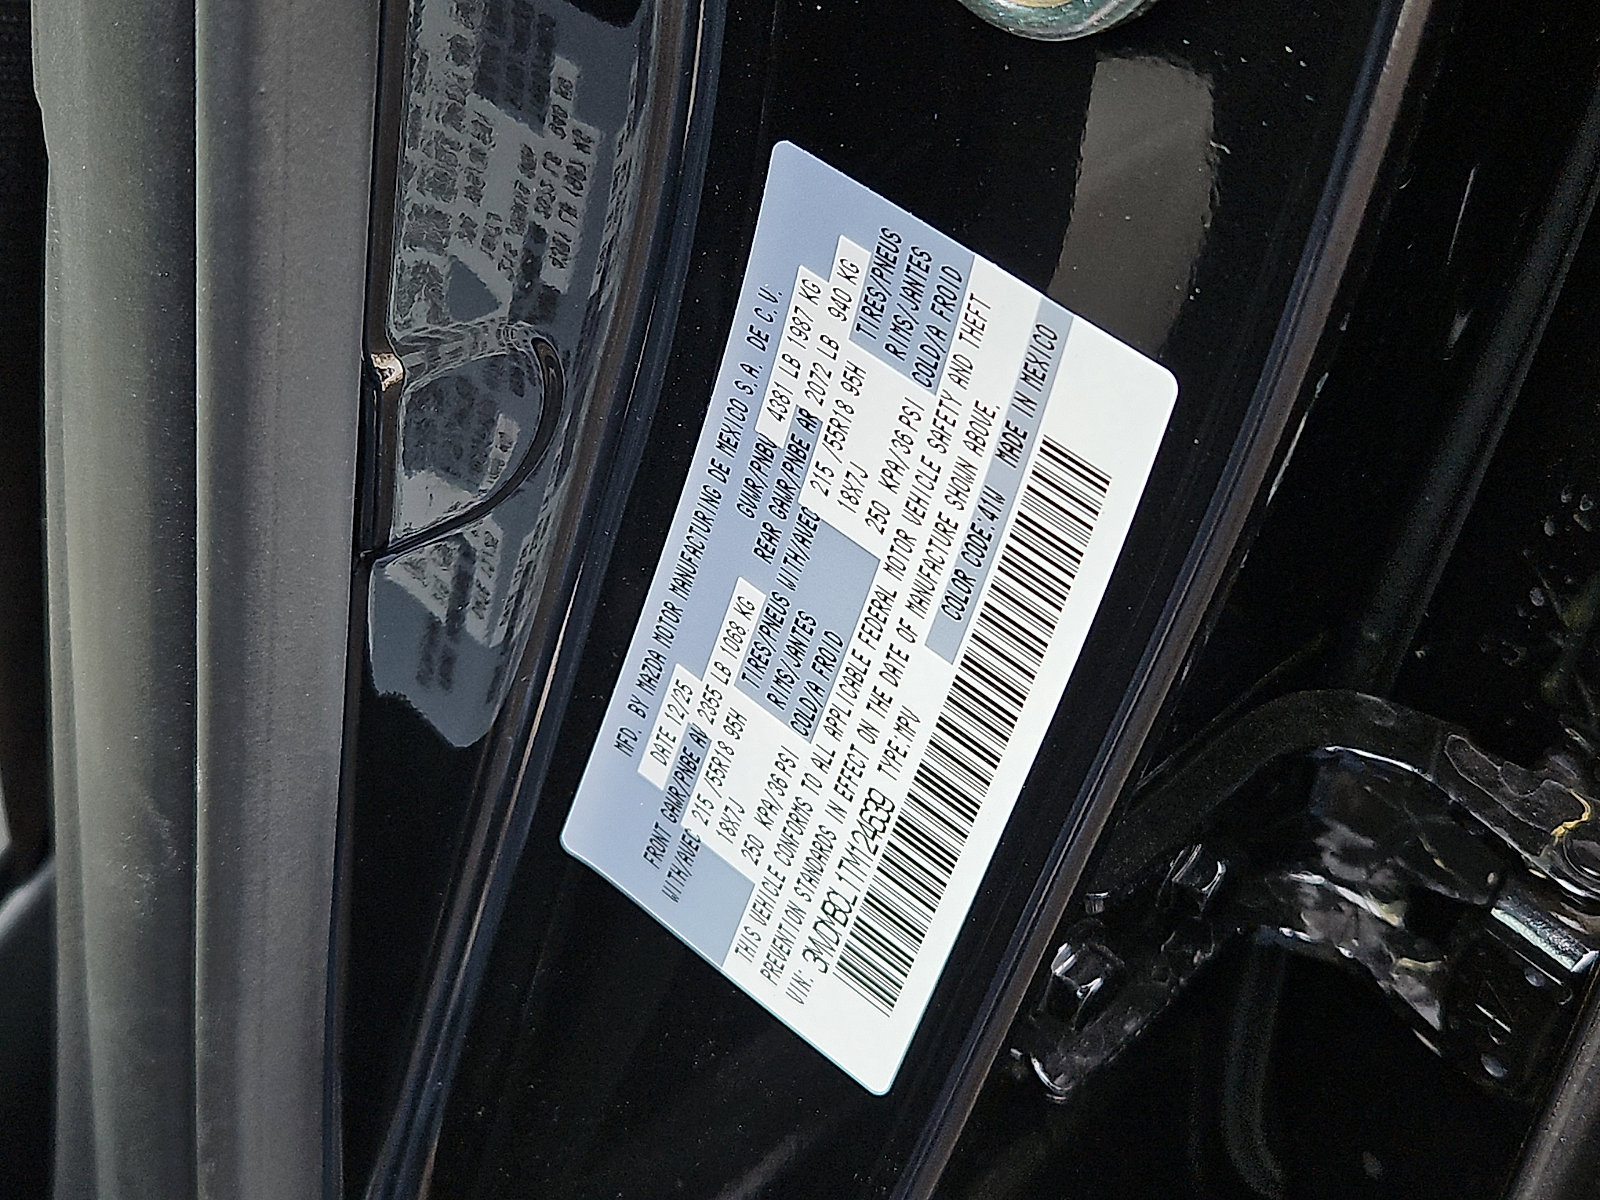 MFD. BY MAZDA MOTOR MANUFACTURING DE MEXICO S.A. DE C.V.
DATE 12/25 GVWR/PNBV 4381 LB 1987 KG
FRONT GAWR/PNBE AV 2355 LB 1068 KG REAR GAWR/PNBE AR 2072 LB 940 KG
WITH/AVEC 215 /55R18 95H TIRES/PNEUS WITH/AVEC 215 /55R18 95H TIRES/PNEUS
18X7J RIMS/JANTES 18X7J RIMS/JANTES
250 KPA/36 PSI COLD/A FROID 250 KPA/36 PSI COLD/A FROID
THIS VEHICLE CONFORMS TO ALL APPLICABLE FEDERAL MOTOR VEHICLE SAFETY AND THEFT
PREVENTION STANDARDS IN EFFECT ON THE DATE OF MANUFACTURE SHOWN ABOVE.
VIN: 3MVDMBCL1TM124639 TYPE:MPV COLOR CODE:41W MADE IN MEXICO